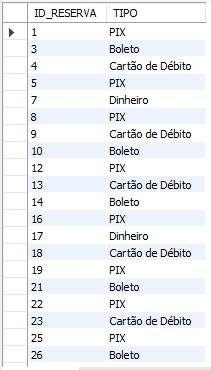 ID_RESERVA TIPO
1 PIX
3 Boleto
4 Cartão de Débito
5 PIX
7 Dinheiro
8 PIX
9 Cartão de Débito
10 Boleto
12 PIX
13 Cartão de Débito
14 Boleto
16 PIX
17 Dinheiro
18 Cartão de Débito
19 PIX
21 Boleto
22 PIX
23 Cartão de Débito
25 PIX
26 Boleto